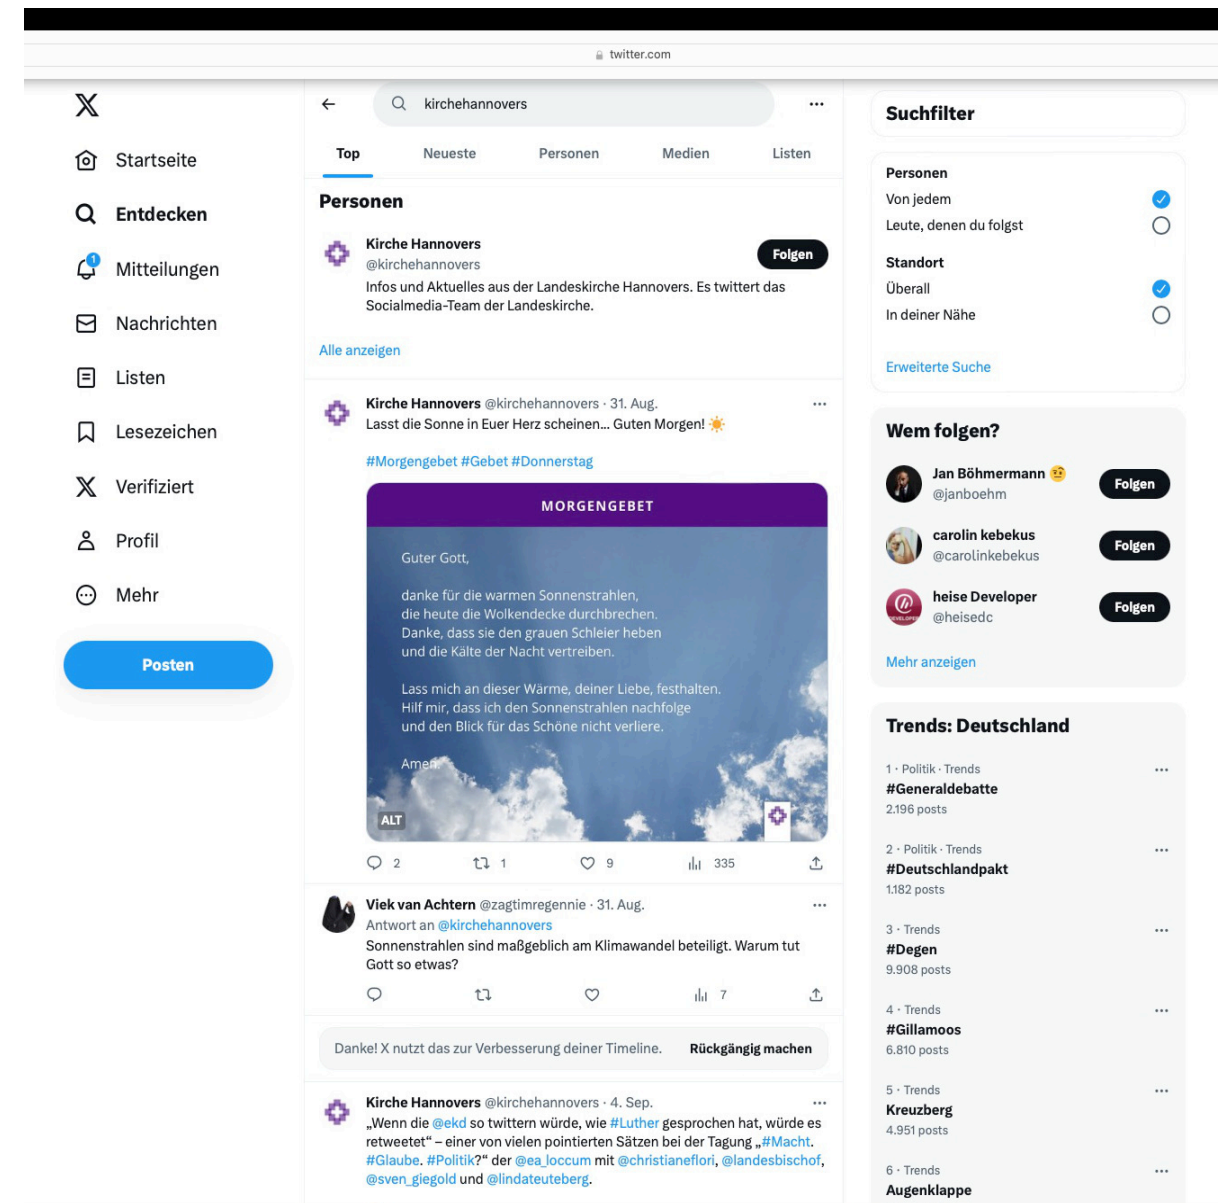 twitter.com
kirchehannovers
Startseite
Entdecken
1
Mitteilungen
Nachrichten
Listen
Lesezeichen
Verifiziert
Profil
Mehr
Posten
Top Neueste Personen Medien Listen
Personen
Kirche Hannovers
@kirchehannovers
Folgen
Infos und Aktuelles aus der Landeskirche Hannovers. Es twittert das
Socialmedia-Team der Landeskirche.
Alle anzeigen
Kirche Hannovers @kirchehannovers · 31. Aug.
Lasst die Sonne in Euer Herz scheinen... Guten Morgen! ☀️
#Morgengebet #Gebet #Donnerstag
MORGENGEBET
Guter Gott,
danke für die warmen Sonnenstrahlen,
die heute die Wolkendecke durchbrechen.
Danke, dass sie den grauen Schleier heben
und die Kälte der Nacht vertreiben.
Lass mich an dieser Wärme, deiner Liebe, festhalten.
Hilf mir, dass ich den Sonnenstrahlen nachfolge
und den Blick für das Schöne nicht verliere.
Amen.
ALT
2 1 9 335
Viek van Achtern @zagtimregennie · 31. Aug.
Antwort an @kirchehannovers
Sonnenstrahlen sind maßgeblich am Klimawandel beteiligt. Warum tut
Gott so etwas?
7
Danke! X nutzt das zur Verbesserung deiner Timeline. Rückgängig machen
Kirche Hannovers @kirchehannovers · 4. Sep.
„Wenn die @ekd so twittern würde, wie #Luther gesprochen hat, würde es
retweetet“ – einer von vielen pointierten Sätzen bei der Tagung „#Macht.
#Glaube. #Politik?“ der @ea_loccum mit @christianeflori, @landesbischof,
@sven_giegold und @lindateuteberg.
Suchfilter
Personen
Von jedem
Leute, denen du folgst
Standort
Überall
In deiner Nähe
Erweiterte Suche
Wem folgen?
Jan Böhmermann 🤨
@janboehm
Folgen
carolin kebekus
@carolinkebekus
Folgen
heise Developer
@heisedc
Folgen
Mehr anzeigen
Trends: Deutschland
1 · Politik · Trends
#Generaldebatte
2.196 posts
2 · Politik · Trends
#Deutschlandpakt
1.182 posts
3 · Trends
#Degen
9.908 posts
4 · Trends
#Gillamoos
6.810 posts
5 · Trends
Kreuzberg
4.951 posts
6 · Trends
Augenklappe